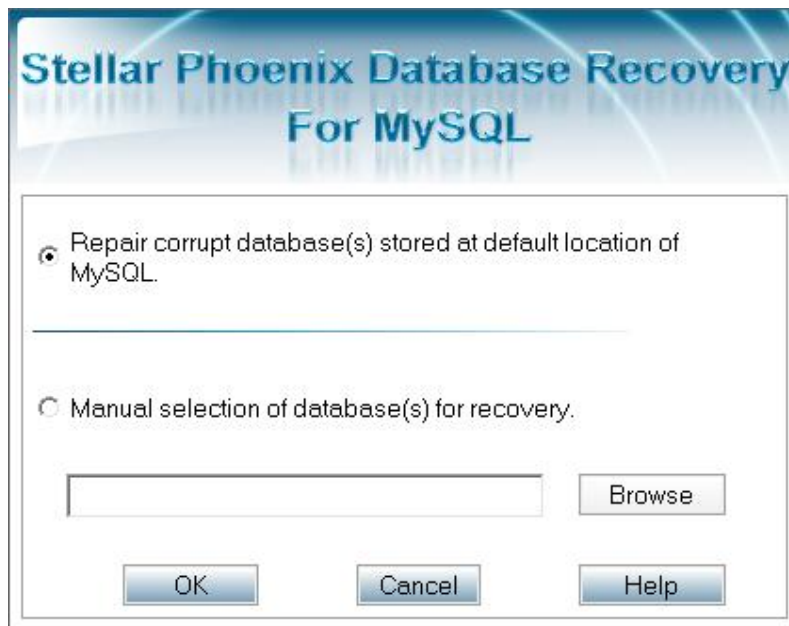 Stellar Phoenix Database Recovery
For MySQL
Repair corrupt database(s) stored at default location of
MySQL.
Manual selection of database(s) for recovery.
Browse
OK
Cancel
Help